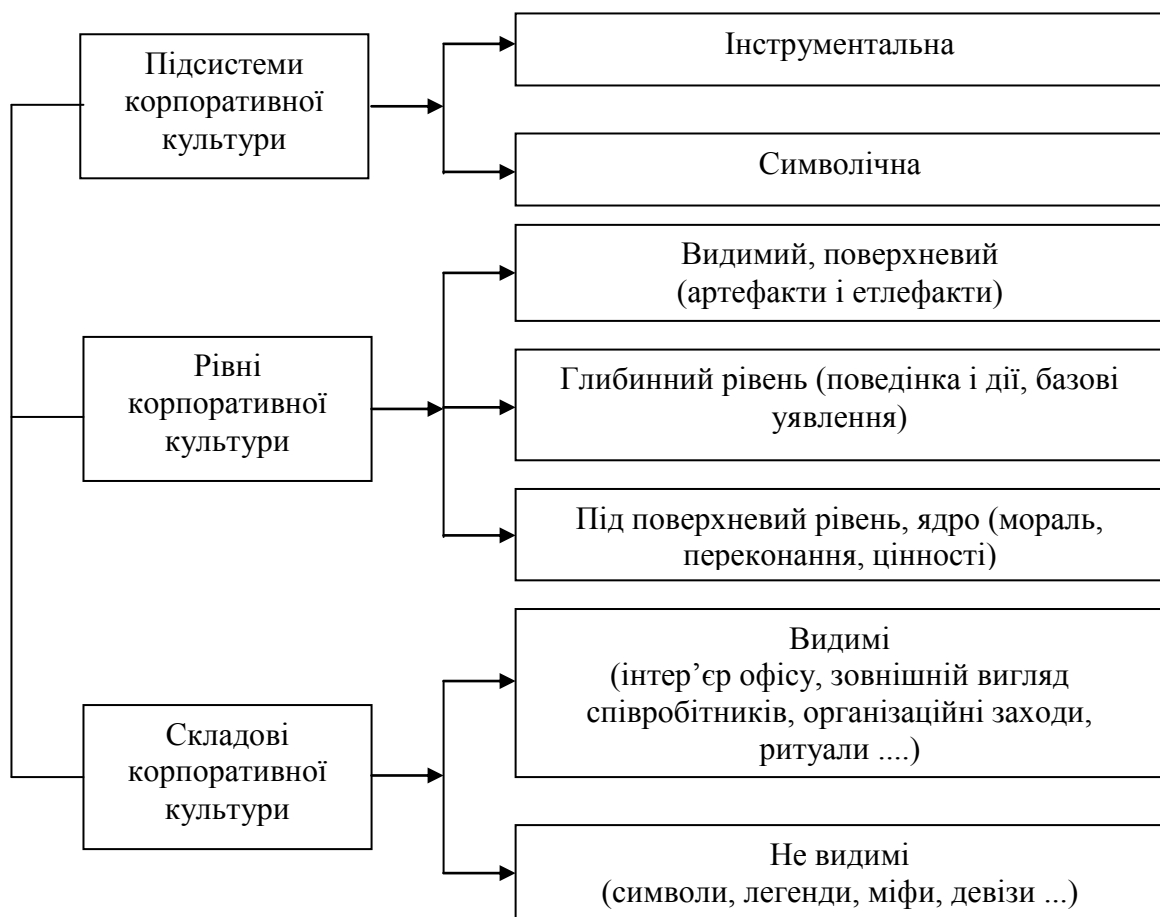 Підсистеми
корпоративної
культури
Інструментальна
Символічна
Рівні
корпоративної
культури
Видимий, поверхневий
(артефакти і етлефакти)
Глибинний рівень (поведінка і дії, базові
уявлення)
Під поверхневий рівень, ядро (мораль,
переконання, цінності)
Складові
корпоративної
культури
Видимі
(інтер’єр офісу, зовнішній вигляд
співробітників, організаційні заходи,
ритуали ....)
Не видимі
(символи, легенди, міфи, девізи ...)